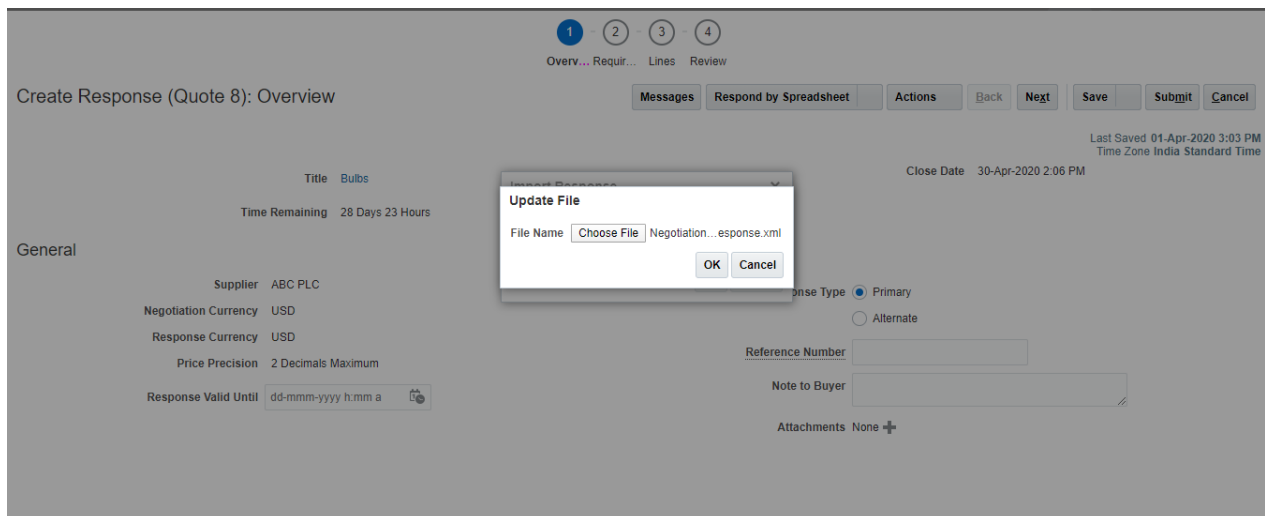 1 2 3 4
Overv... Requir... Lines Review
Create Response (Quote 8): Overview
Messages Respond by Spreadsheet Actions Back Next Save Submit Cancel
Last Saved 01-Apr-2020 3:03 PM
Time Zone India Standard Time
Title Bulbs
Close Date 30-Apr-2020 2:06 PM
Time Remaining 28 Days 23 Hours
Import Response
Update File
File Name Choose File Negotiation...esponse.xml
OK Cancel
General
Supplier ABC PLC
Negotiation Currency USD
Response Currency USD
Price Precision 2 Decimals Maximum
Response Valid Until dd-mmm-yyyy h:mm a
onse Type Primary
Alternate
Reference Number
Note to Buyer
Attachments None